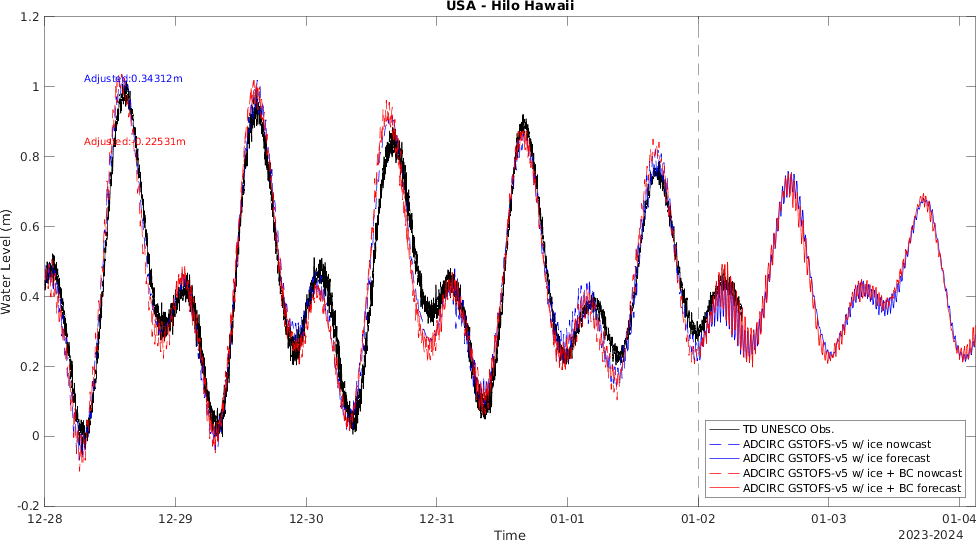 USA - Hilo Hawaii
1.2
1
0.8
0.6
0.4
0.2
0
-0.2
Water Level (m)
Adjusted:0.34312m
Adjusted:-0.22531m
TD UNESCO Obs.
ADCIRC GSTOFS-v5 w/ ice nowcast
ADCIRC GSTOFS-v5 w/ ice forecast
ADCIRC GSTOFS-v5 w/ ice + BC nowcast
ADCIRC GSTOFS-v5 w/ ice + BC forecast
12-28 12-29 12-30 12-31 01-01 01-02 01-03 01-04
Time
2023-2024